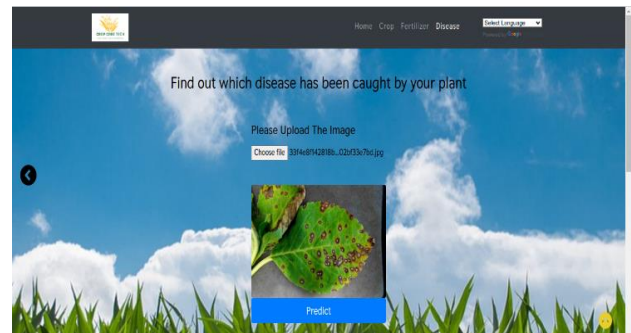 Home Crop Fertilizer Disease
Select Language
Find out which disease has been caught by your plant
Please Upload The Image
Choose file
Predict